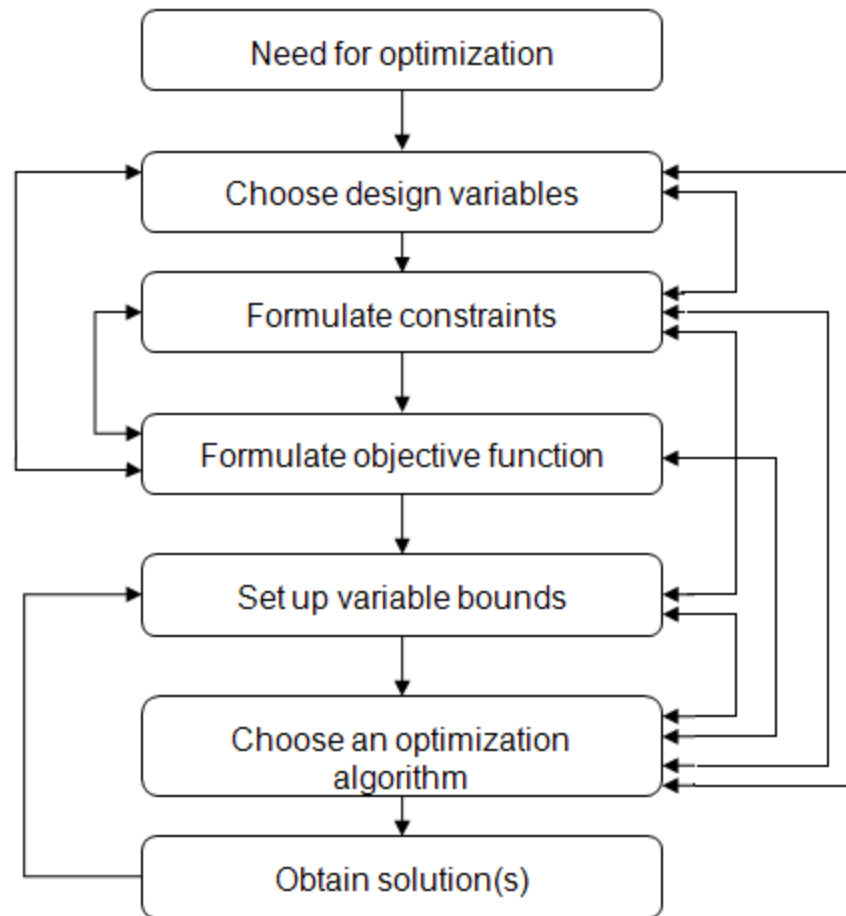 Need for optimization
Choose design variables
Formulate constraints
Formulate objective function
Set up variable bounds
Choose an optimization
algorithm
Obtain solution(s)